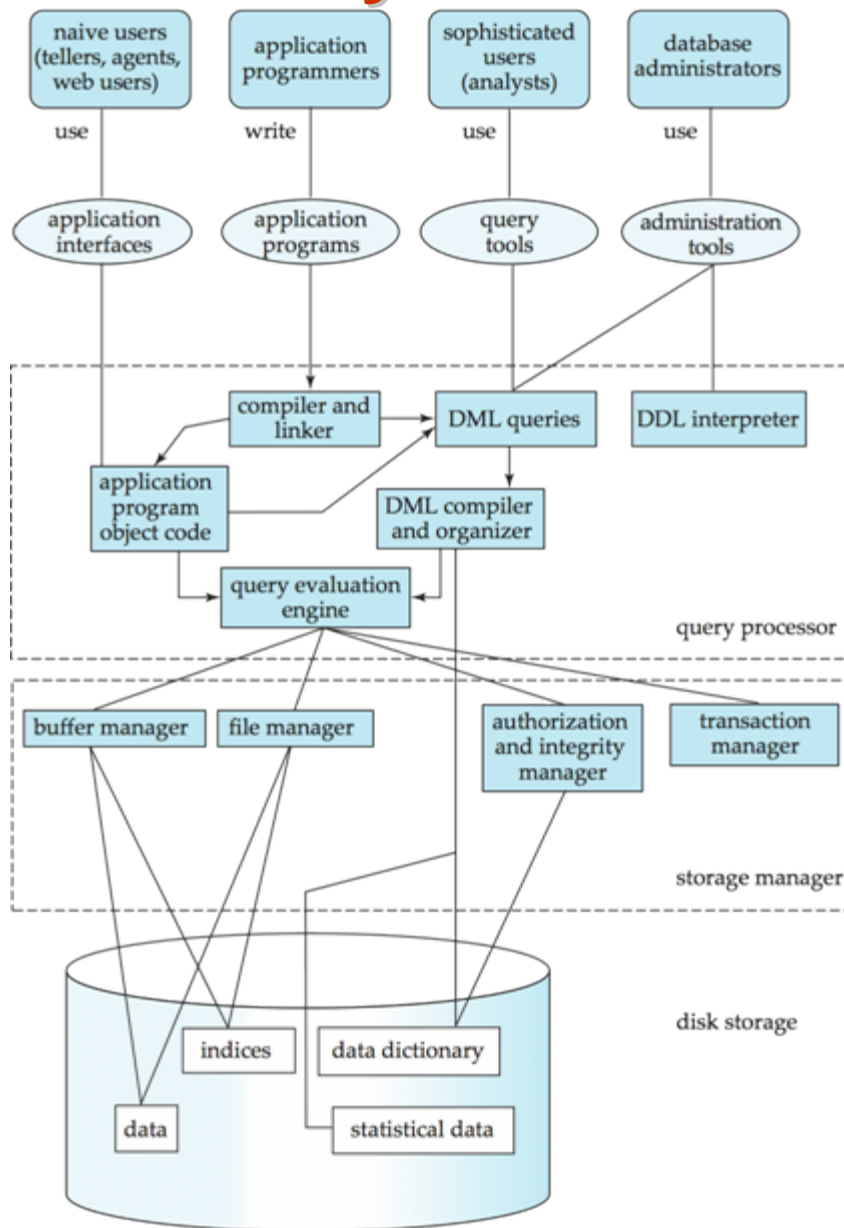 naive users
(tellers, agents,
web users)
application
programmers
sophisticated
users
(analysts)
database
administrators
use
write
use
use
application
interfaces
application
programs
query
tools
administration
tools
compiler and
linker
DML queries
DDL interpreter
application
program
object code
DML compiler
and organizer
query evaluation
engine
query processor
buffer manager
file manager
authorization
and integrity
manager
transaction
manager
storage manager
disk storage
indices
data dictionary
data
statistical data